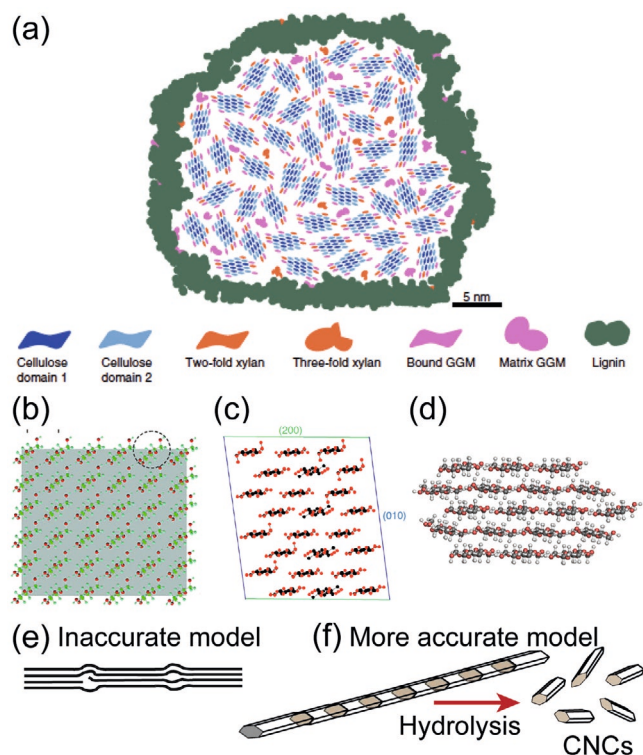 (a)
5 nm
Cellulose domain 1
Cellulose domain 2
Two-fold xylan
Three-fold xylan
Bound GGM
Matrix GGM
Lignin
(b)
(c)
(200)
(010)
(d)
(e) Inaccurate model
(f) More accurate model
Hydrolysis
CNCs